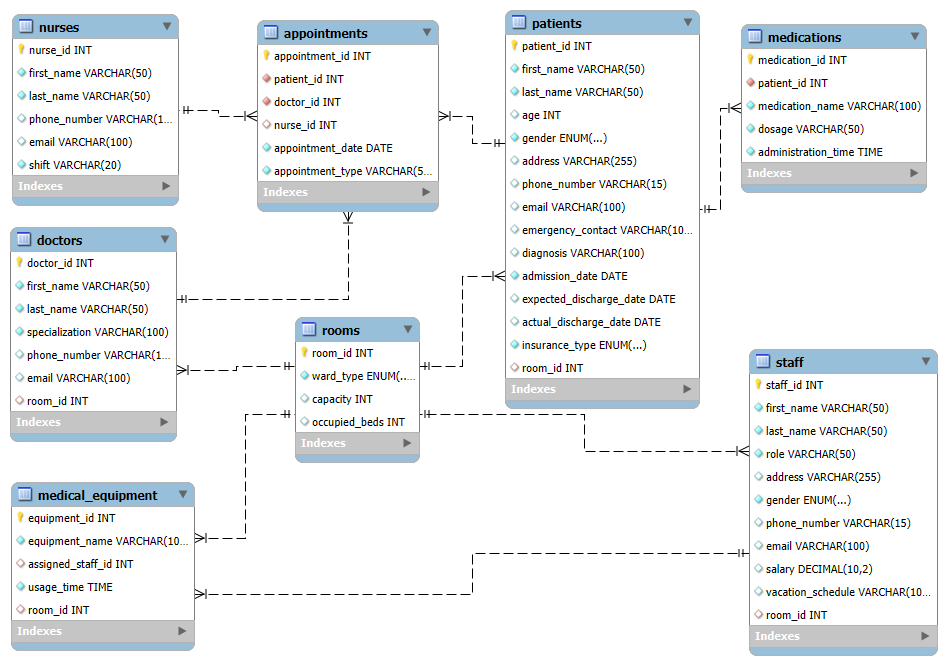 nurses
nurse_id INT
first_name VARCHAR(50)
last_name VARCHAR(50)
phone_number VARCHAR(1...
email VARCHAR(100)
shift VARCHAR(20)
Indexes
appointments
appointment_id INT
patient_id INT
doctor_id INT
nurse_id INT
appointment_date DATE
appointment_type VARCHAR(5...
Indexes
patients
patient_id INT
first_name VARCHAR(50)
last_name VARCHAR(50)
age INT
gender ENUM(...)
address VARCHAR(255)
phone_number VARCHAR(15)
email VARCHAR(100)
emergency_contact VARCHAR(10...
diagnosis VARCHAR(100)
admission_date DATE
expected_discharge_date DATE
actual_discharge_date DATE
insurance_type ENUM(...)
room_id INT
Indexes
medications
medication_id INT
patient_id INT
medication_name VARCHAR(100)
dosage VARCHAR(50)
administration_time TIME
Indexes
doctors
doctor_id INT
first_name VARCHAR(50)
last_name VARCHAR(50)
specialization VARCHAR(100)
phone_number VARCHAR(1...
email VARCHAR(100)
room_id INT
Indexes
rooms
room_id INT
ward_type ENUM(....
capacity INT
occupied_beds INT
Indexes
staff
staff_id INT
first_name VARCHAR(50)
last_name VARCHAR(50)
role VARCHAR(50)
address VARCHAR(255)
gender ENUM(...)
phone_number VARCHAR(15)
email VARCHAR(100)
salary DECIMAL(10,2)
vacation_schedule VARCHAR(10...
room_id INT
Indexes
medical_equipment
equipment_id INT
equipment_name VARCHAR(10...
assigned_staff_id INT
usage_time TIME
room_id INT
Indexes